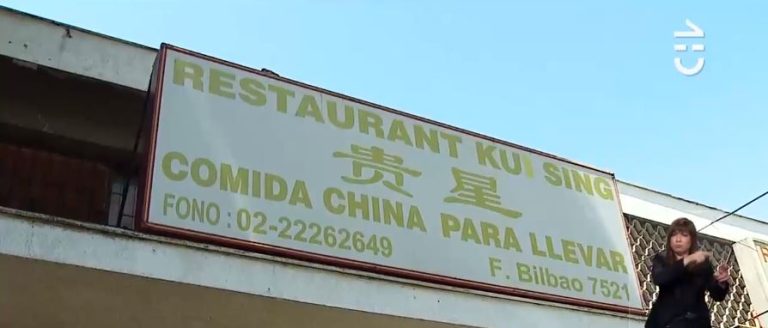 RESTAURANT KUI SING
贵星
COMIDA CHINA PARA LLEVAR
FONO : 02-22262649
F. Bilbao 7521